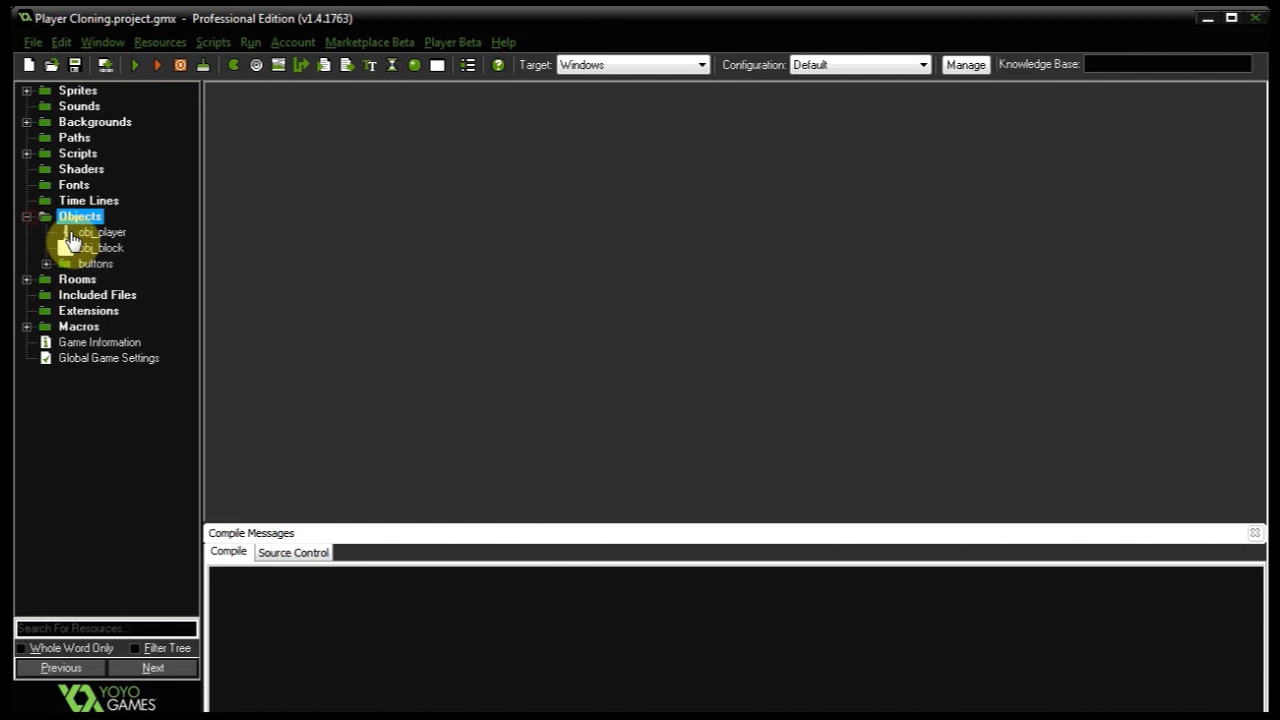 Player Cloning.project.gmx - Professional Edition (v1.4.1763)
File Edit Window Resources Scripts Run Account Marketplace Beta Player Beta Help
Target: Windows Configuration: Default Manage Knowledge Base:
Sprites
Sounds
Backgrounds
Paths
Scripts
Shaders
Fonts
Time Lines
Objects
obj_player
obj_block
buttons
Rooms
Included Files
Extensions
Macros
Game Information
Global Game Settings
Compile Messages
Compile Source Control
Search For Resources...
Whole Word Only Filter Tree
Previous Next
YOYO
GAMES